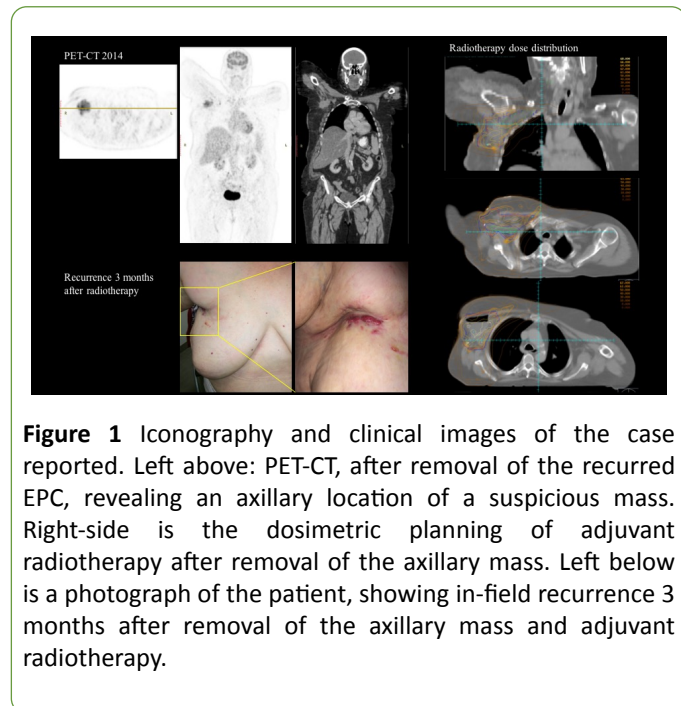 PET-CT 2014
Radiotherapy dose distribution
Recurrence 3 months
after radiotherapy
Figure 1 Iconography and clinical images of the case
reported. Left above: PET-CT, after removal of the recurred
EPC, revealing an axillary location of a suspicious mass.
Right-side is the dosimetric planning of adjuvant
radiotherapy after removal of the axillary mass. Left below
is a photograph of the patient, showing in-field recurrence 3
months after removal of the axillary mass and adjuvant
radiotherapy.